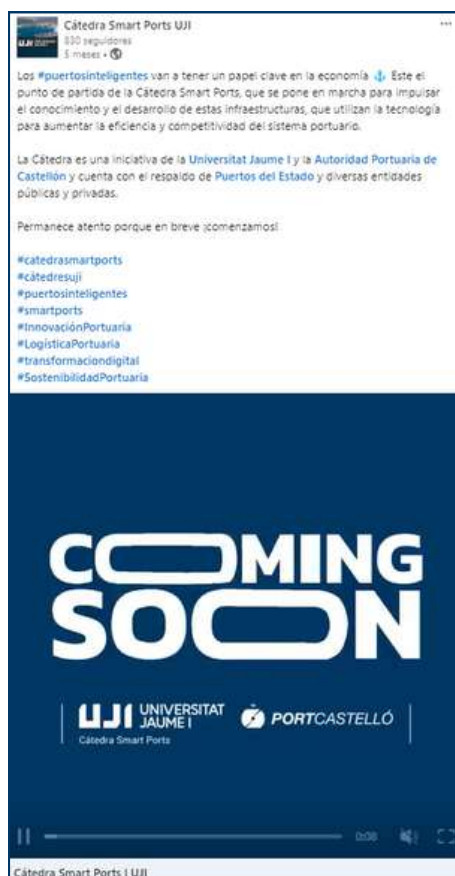 Cátedra Smart Ports UJI
830 seguidores
5 meses •
Los #puertosinteligentes van a tener un papel clave en la economía ⚓ Este el
punto de partida de la Cátedra Smart Ports, que se pone en marcha para impulsar
el conocimiento y el desarrollo de estas infraestructuras, que utilizan la tecnología
para aumentar la eficiencia y competitividad del sistema portuario.
La Cátedra es una iniciativa de la Universitat Jaume I y la Autoridad Portuaria de
Castellón y cuenta con el respaldo de Puertos del Estado y diversas entidades
públicas y privadas.
Permanece atento porque en breve ¡comenzamos!
#catedrasmartports
#càtedresuji
#puertosinteligentes
#smartports
#InnovaciónPortuaria
#LogísticaPortuaria
#transformaciondigital
#SostenibilidadPortuaria
COMING
SOON
UJI UNIVERSITAT
JAUME I
Cátedra Smart Ports
PORTCASTELLÓ
0:08
Cátedra Smart Ports | UJI